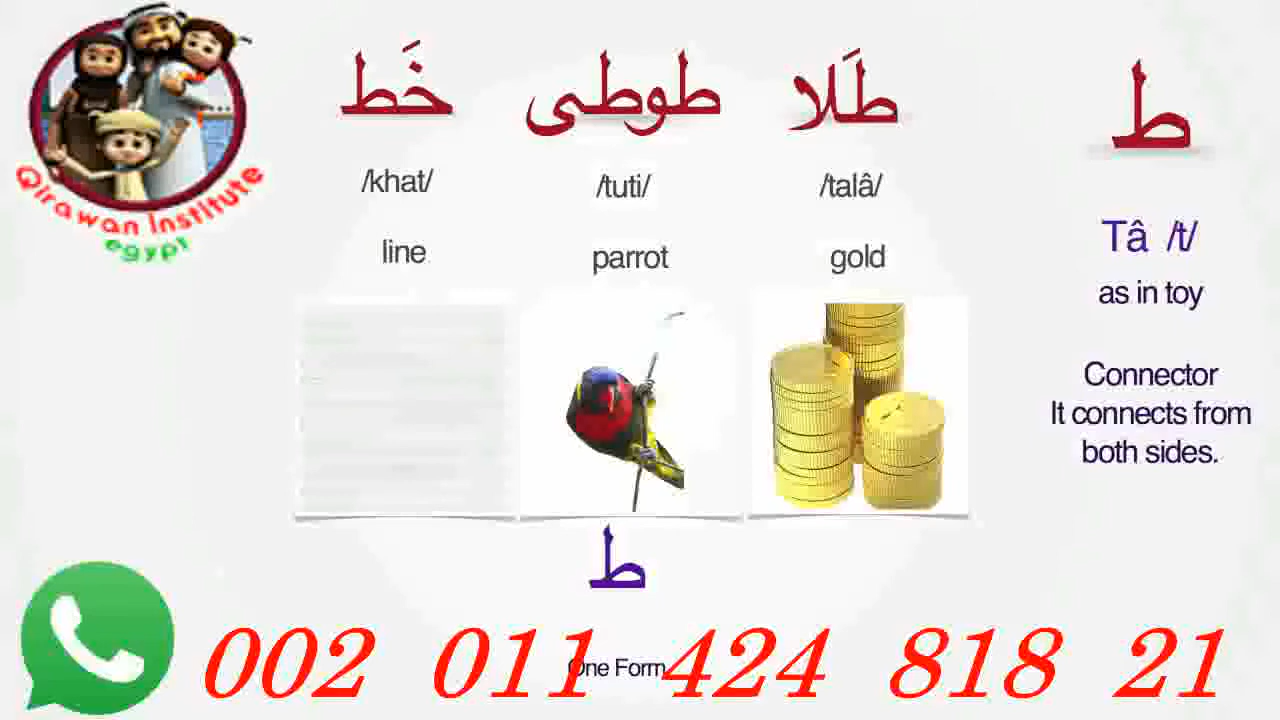 Qirawan Institute
egypt
خَط طوطی طَلا ط
/khat/ /tuti/ /talâ/
line parrot gold
Tâ /t/
as in toy
Connector
It connects from
both sides.
ط
One Form
002 011 424 818 21